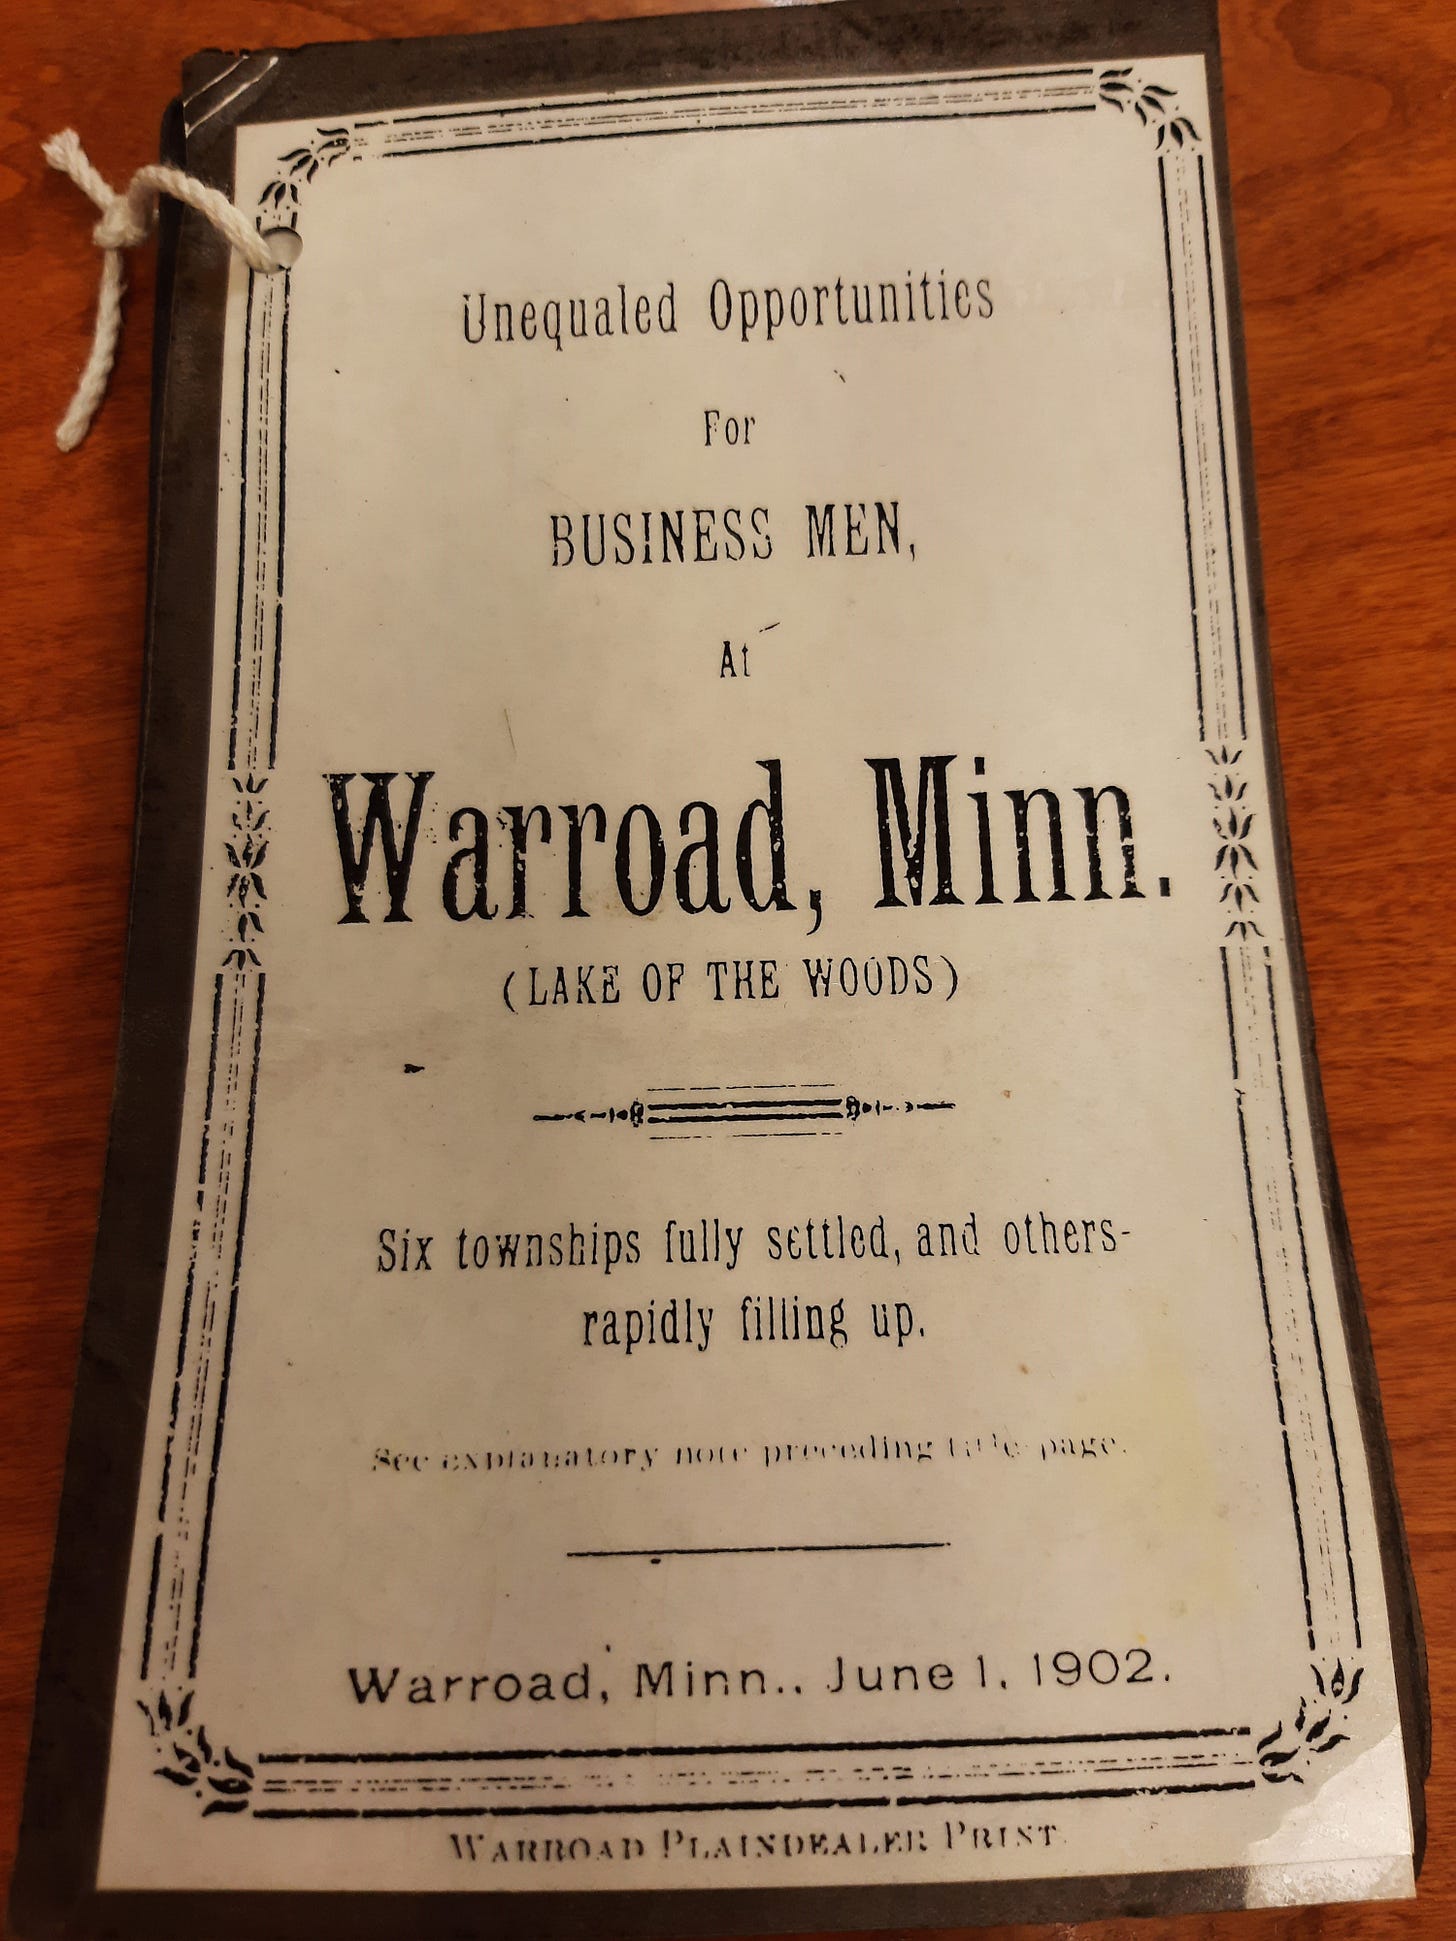 Unequaled Opportunities
For
BUSINESS MEN,
At
Warroad, Minn.
(LAKE OF THE WOODS)
Six townships fully settled, and others-
rapidly filling up.
See explanatory note preceding title page.
Warroad, Minn., June 1, 1902.
WARROAD PLAINDEALER PRINT.